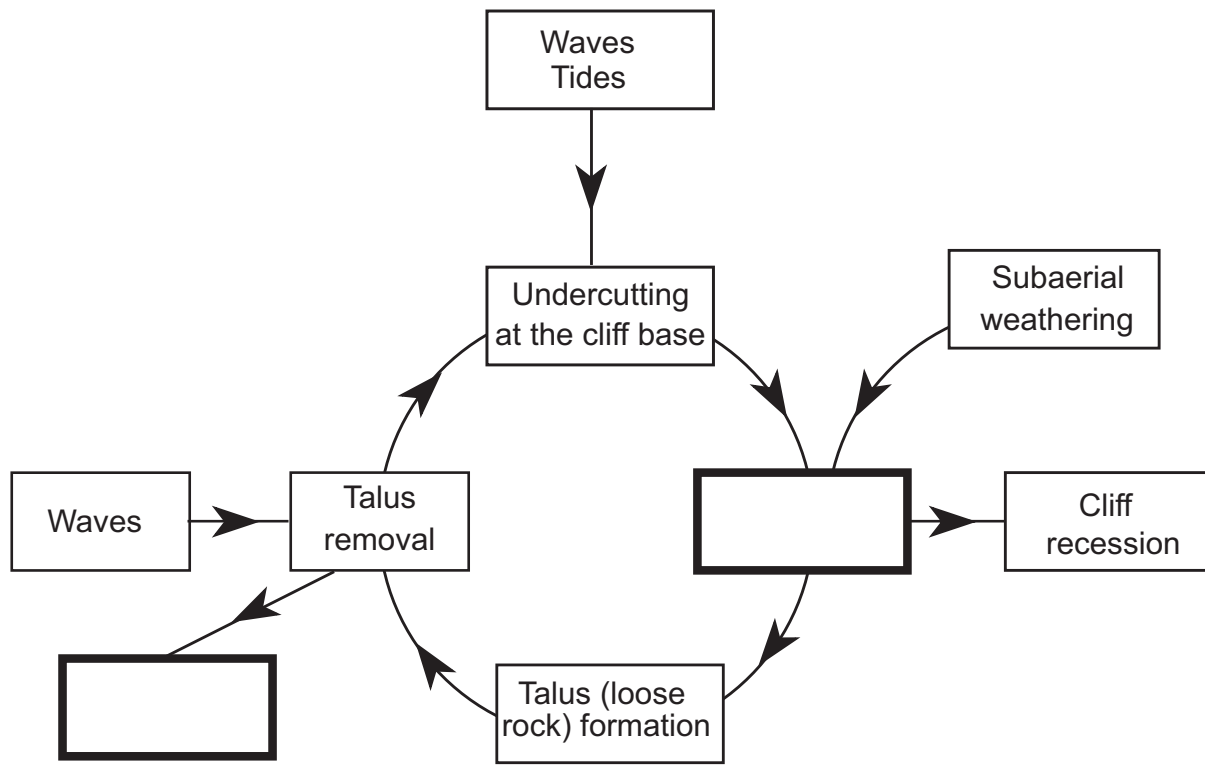 Waves
Tides
Undercutting
at the cliff base
Subaerial
weathering
Waves
Talus
removal
Cliff
recession
Talus (loose
rock) formation